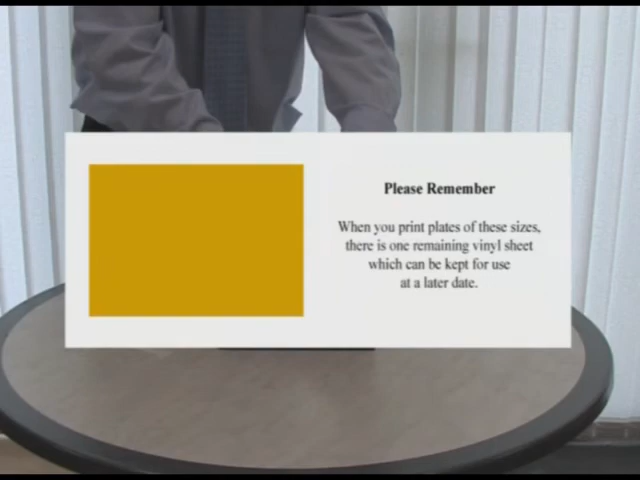 Please Remember
When you print plates of these sizes,
there is one remaining vinyl sheet
which can be kept for use
at a later date.